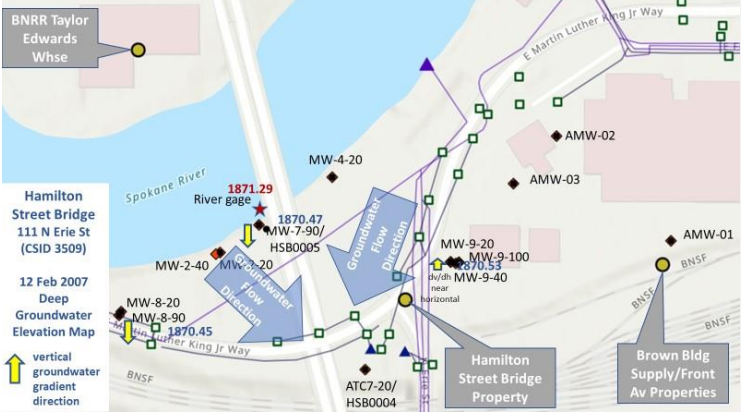 BNRR Taylor
Edwards
Whse
E Martin Luther King Jr Way
Spokane River
MW-4-20
AMW-02
AMW-03
AMW-01
1871.29
River gage
1870.47
MW-7-90/
HSB0005
MW-2-40
MW-2-20
Groundwater
Flow
Direction
Groundwater
Flow
Direction
MW-9-20
MW-9-100
1870.53
MW-9-40
dv/dh
near
horizontal
BNSF
BNSF
BNSF
Hamilton
Street Bridge
111 N Erie St
(CSID 3509)
12 Feb 2007
Deep
Groundwater
Elevation Map
vertical
groundwater
gradient
direction
MW-8-20
MW-8-90
1870.45
Martin Luther King Jr Way
BNSF
ATC7-20/
HSB0004
Hamilton
Street Bridge
Property
Brown Bldg
Supply/Front
Av Properties